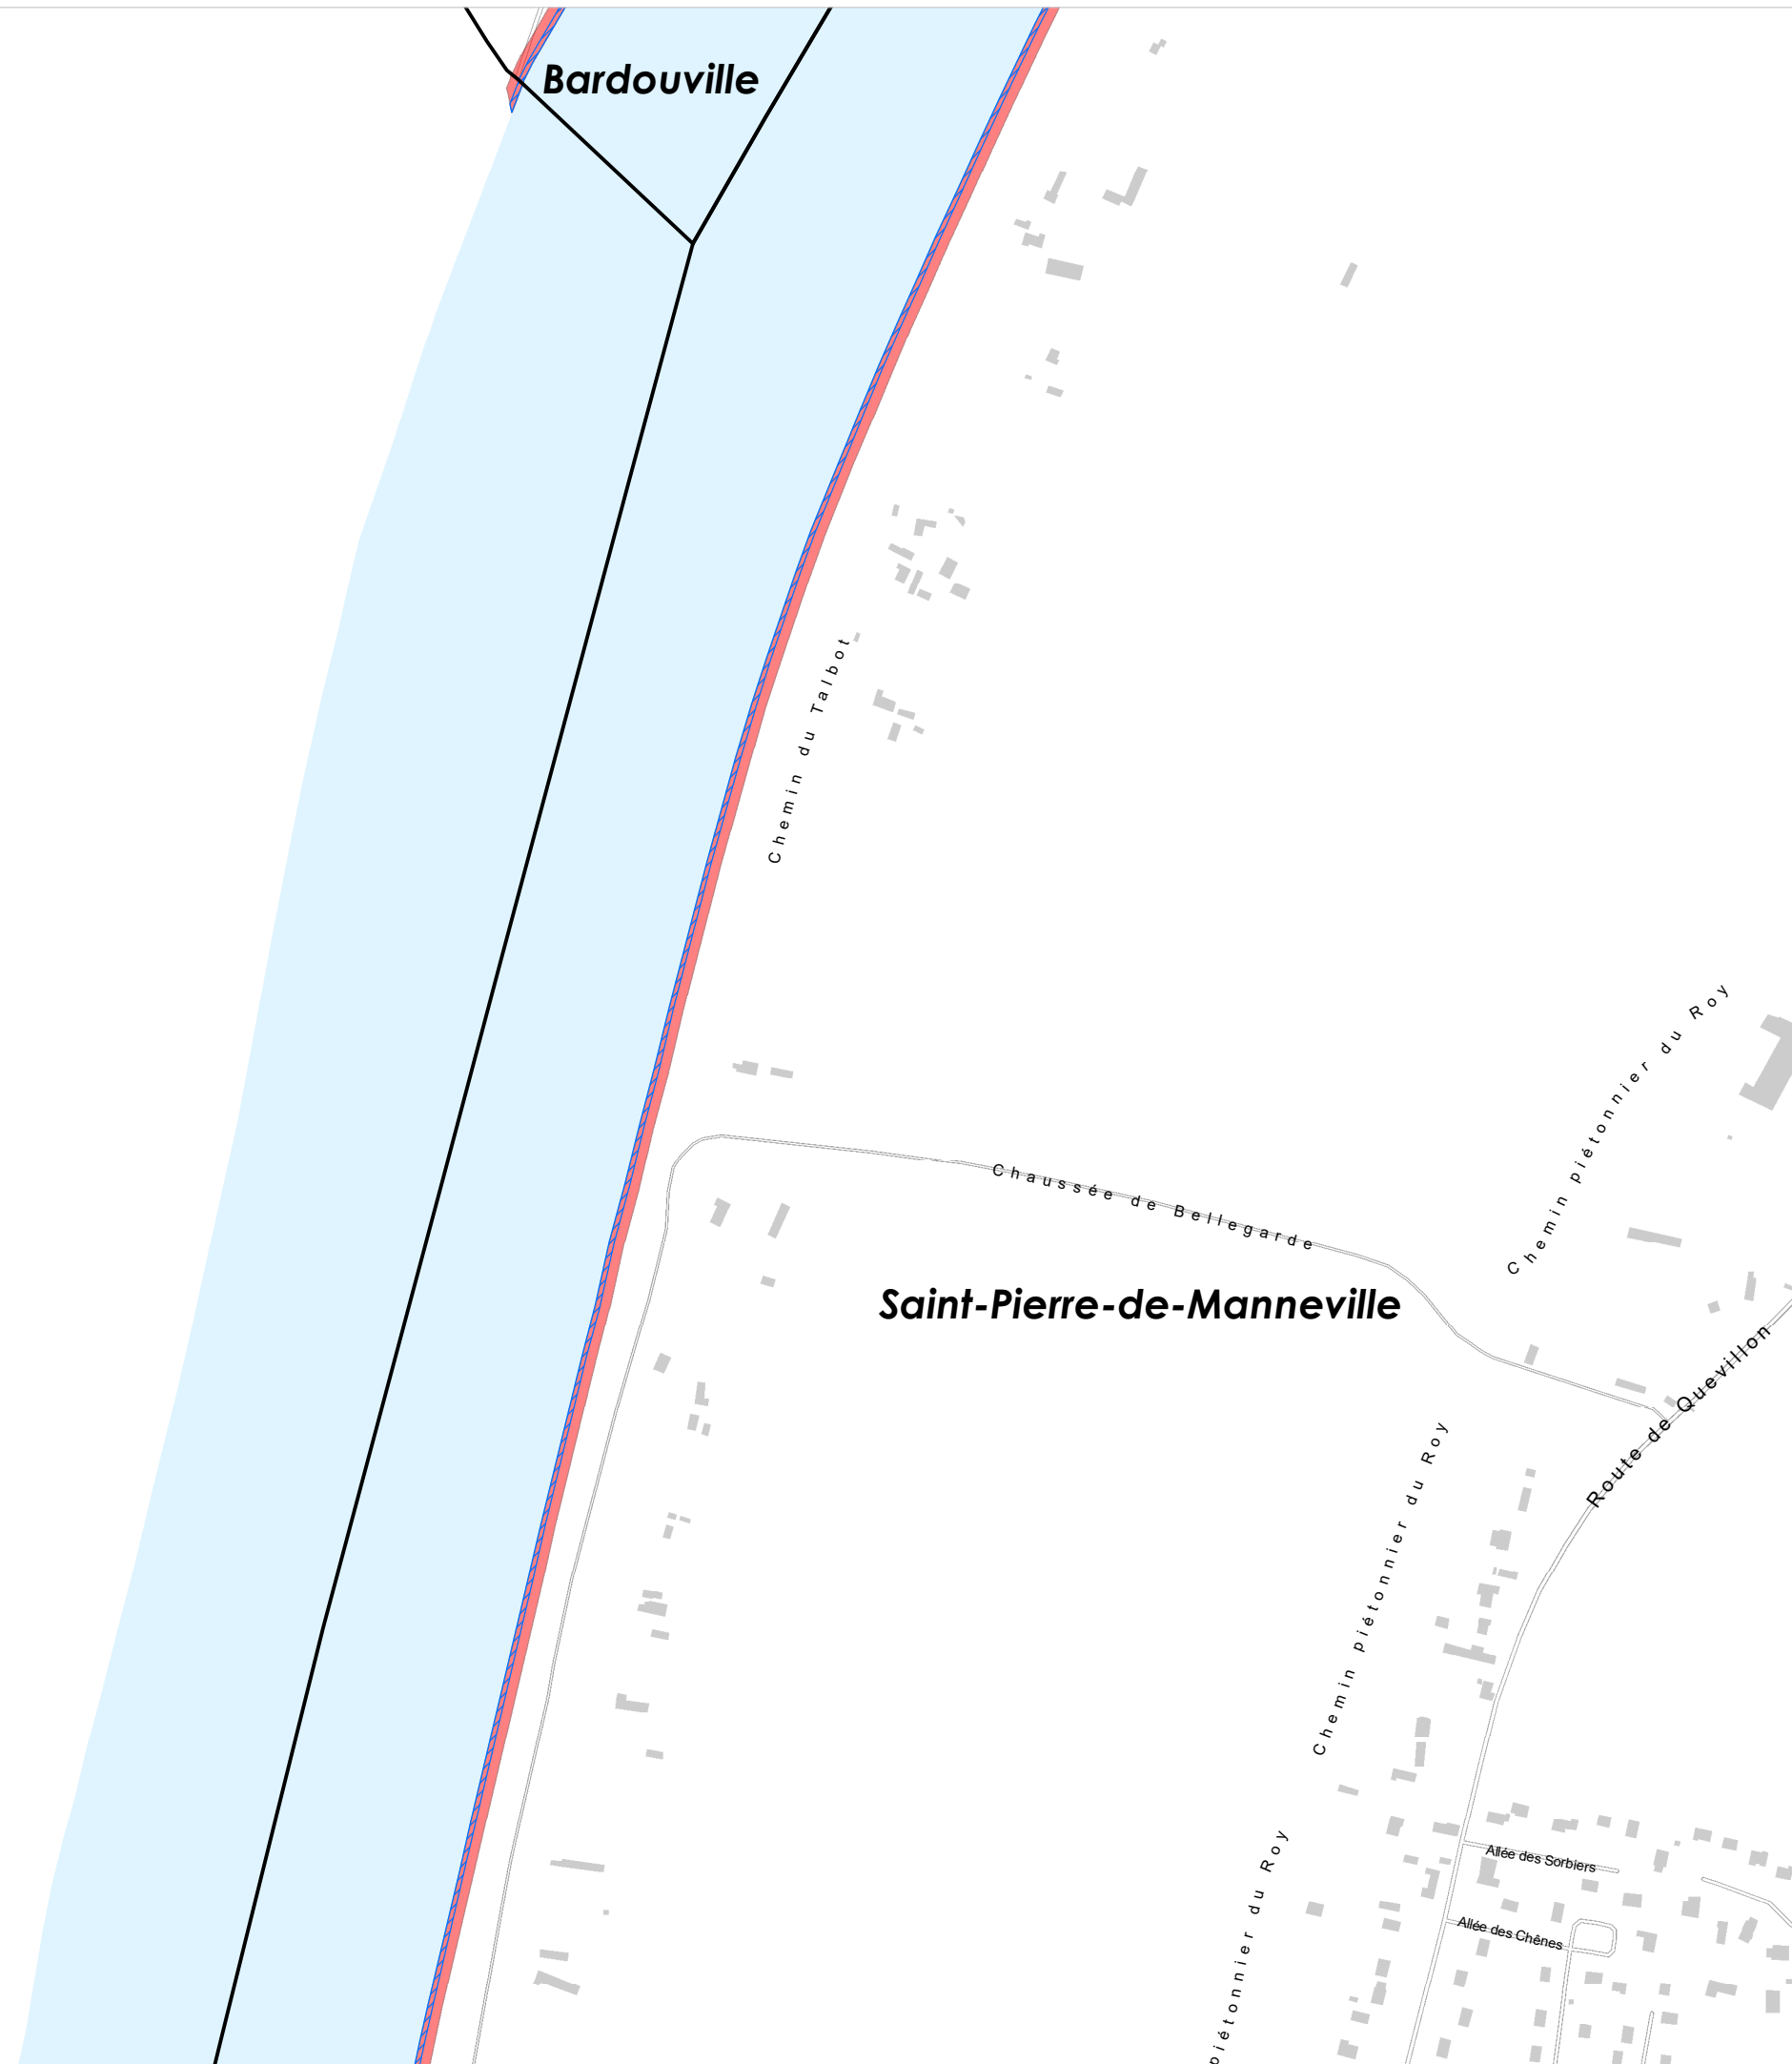 Bardouville
Chemin du Talbot
Chemin piétonnier du Roy
Chaussée de Bellegarde
Saint-Pierre-de-Manneville
Route de Quevillon
Chemin piétonnier du Roy
Allée des Sorbiers
piétonnier du Roy
Allée des Chênes